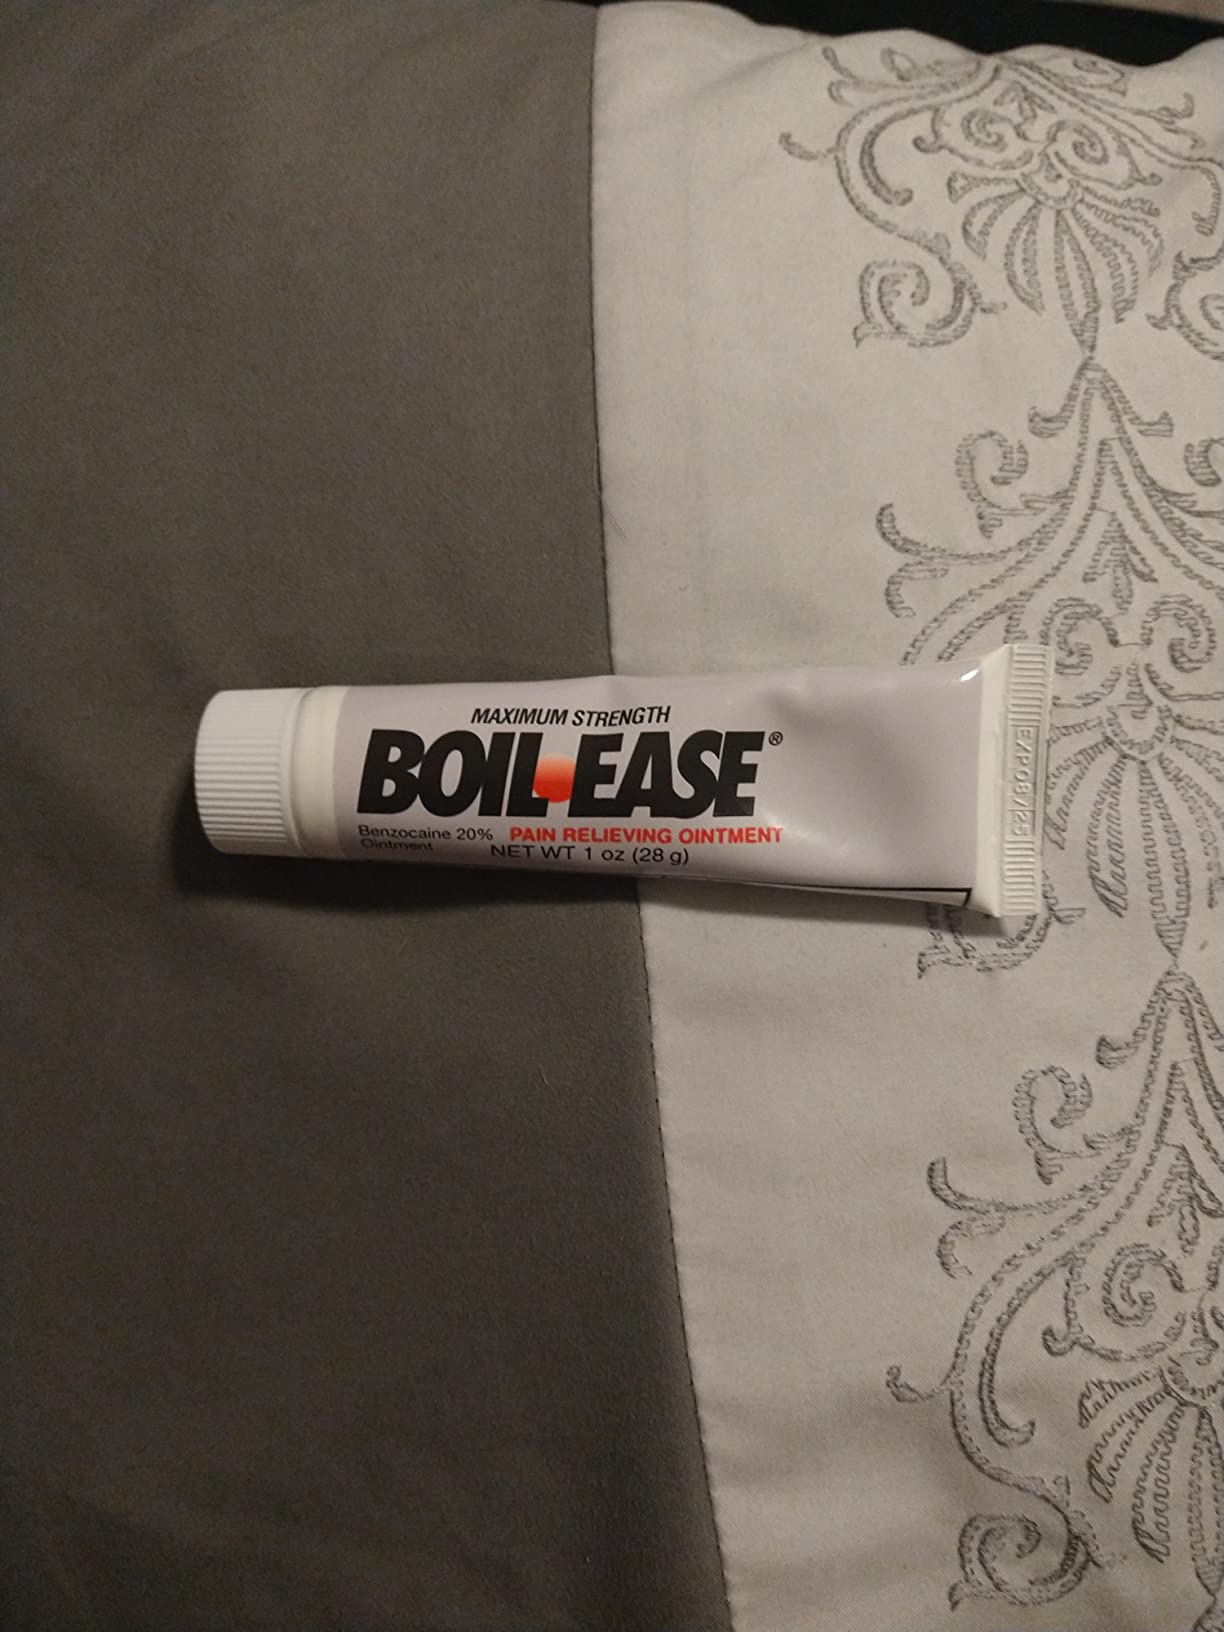 MAXIMUM STRENGTH
BOIL•EASE®
Benzocaine 20% PAIN RELIEVING OINTMENT
Ointment NET WT 1 oz (28 g)
EXP08/25